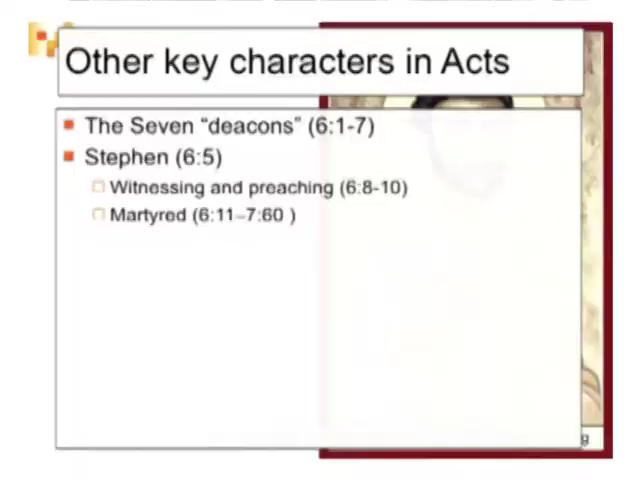 Other key characters in Acts
The Seven “deacons” (6:1-7)
Stephen (6:5)
Witnessing and preaching (6:8-10)
Martyred (6:11–7:60 )